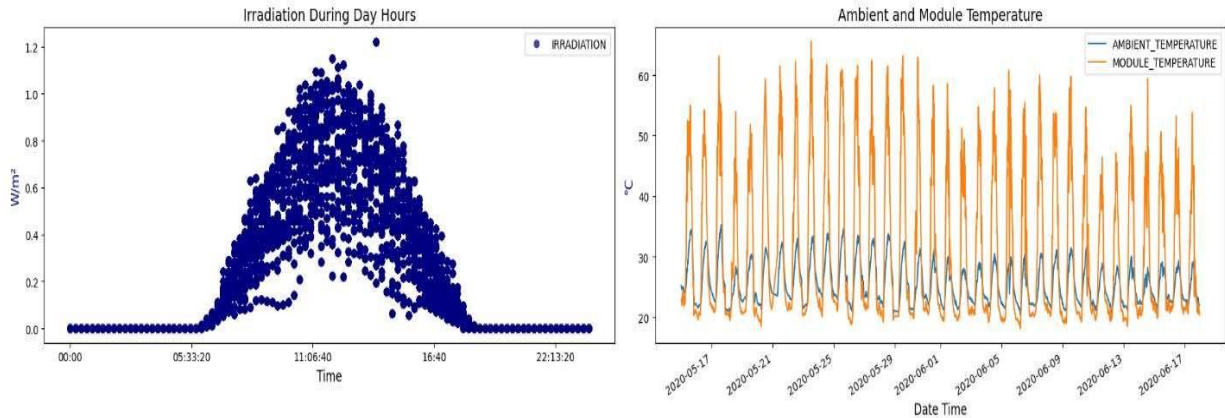 Irradiation During Day Hours
IRRADIATION
1.2
1.0
0.8
0.6
0.4
0.2
0.0
W/m²
00:00 05:33:20 11:06:40 16:40 22:13:20
Time
Ambient and Module Temperature
AMBIENT_TEMPERATURE
MODULE_TEMPERATURE
60
50
40
30
20
°C
2020-05-17 2020-05-21 2020-05-25 2020-05-29 2020-06-01 2020-06-05 2020-06-09 2020-06-13 2020-06-17
Date Time